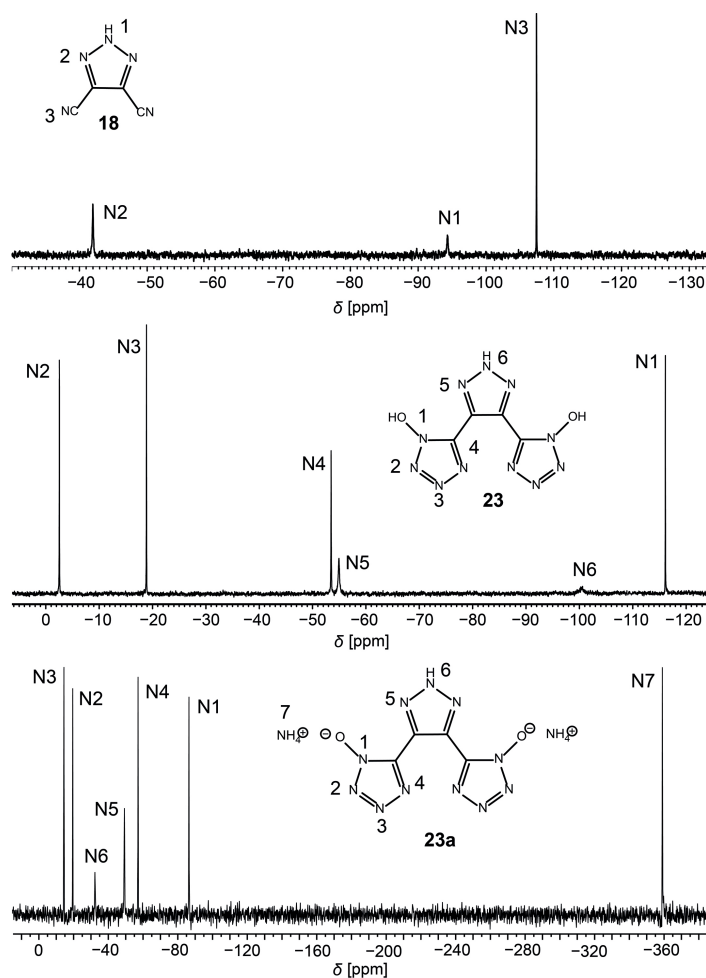 H 1
N3
2 N N N
3 NC CN
18
N2
N1
−40 −50 −60 −70 −80 −90 −100 −110 −120 −130
δ [ppm]
N3
H 6
N2
5 N N N
N1
HO 1 OH
N N
N4
2 N N 4 N N
N N N
3
23
N5
N6
0 −10 −20 −30 −40 −50 −60 −70 −80 −90 −100 −110 −120
δ [ppm]
N3
N2
N4
N1
H 6
N7
5 N N N
7
NH₄⊕ ⊖ O 1 O ⊖ NH₄⊕
N N
2 N N 4 N N
N N N
3
23a
N5
N6
0 −40 −80 −120 −160 −200 −240 −280 −320 −360
δ [ppm]